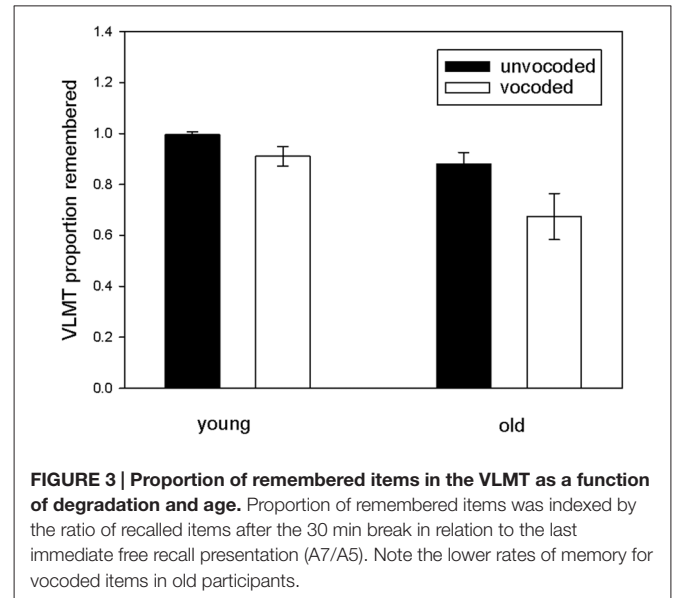 1.4
1.2
1.0
0.8
0.6
0.4
0.2
0.0
VLMT proportion remembered
unvocoded
vocoded
young
old
FIGURE 3 | Proportion of remembered items in the VLMT as a function
of degradation and age. Proportion of remembered items was indexed by
the ratio of recalled items after the 30 min break in relation to the last
immediate free recall presentation (A7/A5). Note the lower rates of memory for
vocoded items in old participants.